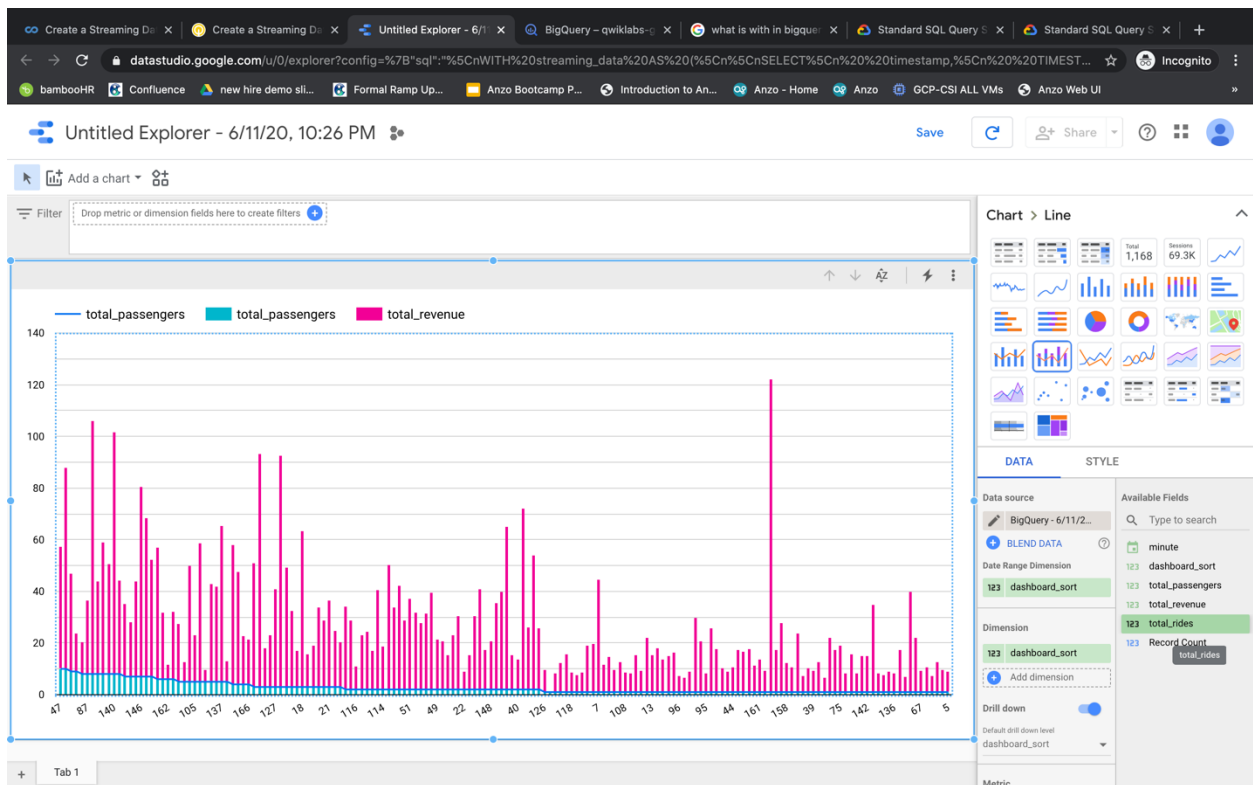 Create a Streaming Da
Create a Streaming Da
Untitled Explorer - 6/1
BigQuery – qwiklabs-g
what is with in bigquer
Standard SQL Query S
Standard SQL Query S
datastudio.google.com/u/0/explorer?config=%7B"sql":"%5CnWITH%20streaming_data%20AS%20(%5Cn%5CnSELECT%5Cn%20%20timestamp,%5Cn%20%20TIMEST...
Incognito
bambooHR
Confluence
new hire demo sli...
Formal Ramp Up...
Anzo Bootcamp P...
Introduction to An...
Anzo - Home
Anzo
GCP-CSI ALL VMs
Anzo Web UI
»
Untitled Explorer - 6/11/20, 10:26 PM
Save
Share
Add a chart
Filter
Drop metric or dimension fields here to create filters
total_passengers
total_passengers
total_revenue
140
120
100
80
60
40
20
0
47 87 140 146 162 105 137 166 127 18 21 116 114 51 49 22 148 40 126 118 7 108 13 96 95 44 161 158 39 75 142 136 67 5
Tab 1
Chart > Line
Total
1,168
Sessions
69.3K
DATA
STYLE
Data source
BigQuery - 6/11/2...
BLEND DATA
Date Range Dimension
123 dashboard_sort
Dimension
123 dashboard_sort
Add dimension
Drill down
Default drill down level
dashboard_sort
Metric
Available Fields
Type to search
minute
123 dashboard_sort
123 total_passengers
123 total_revenue
123 total_rides
123 Record Count
total_rides